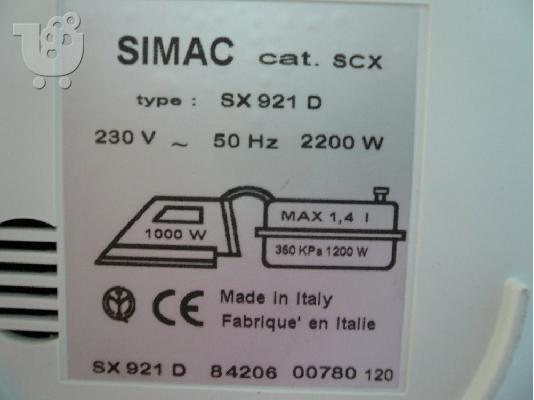 SIMAC cat. SCX
type : SX 921 D
230 V ~ 50 Hz 2200 W
MAX 1,4 l
1000 W
350 KPa 1200 W
CE Made in Italy
Fabrique' en Italie
SX 921 D 84206 00780 120